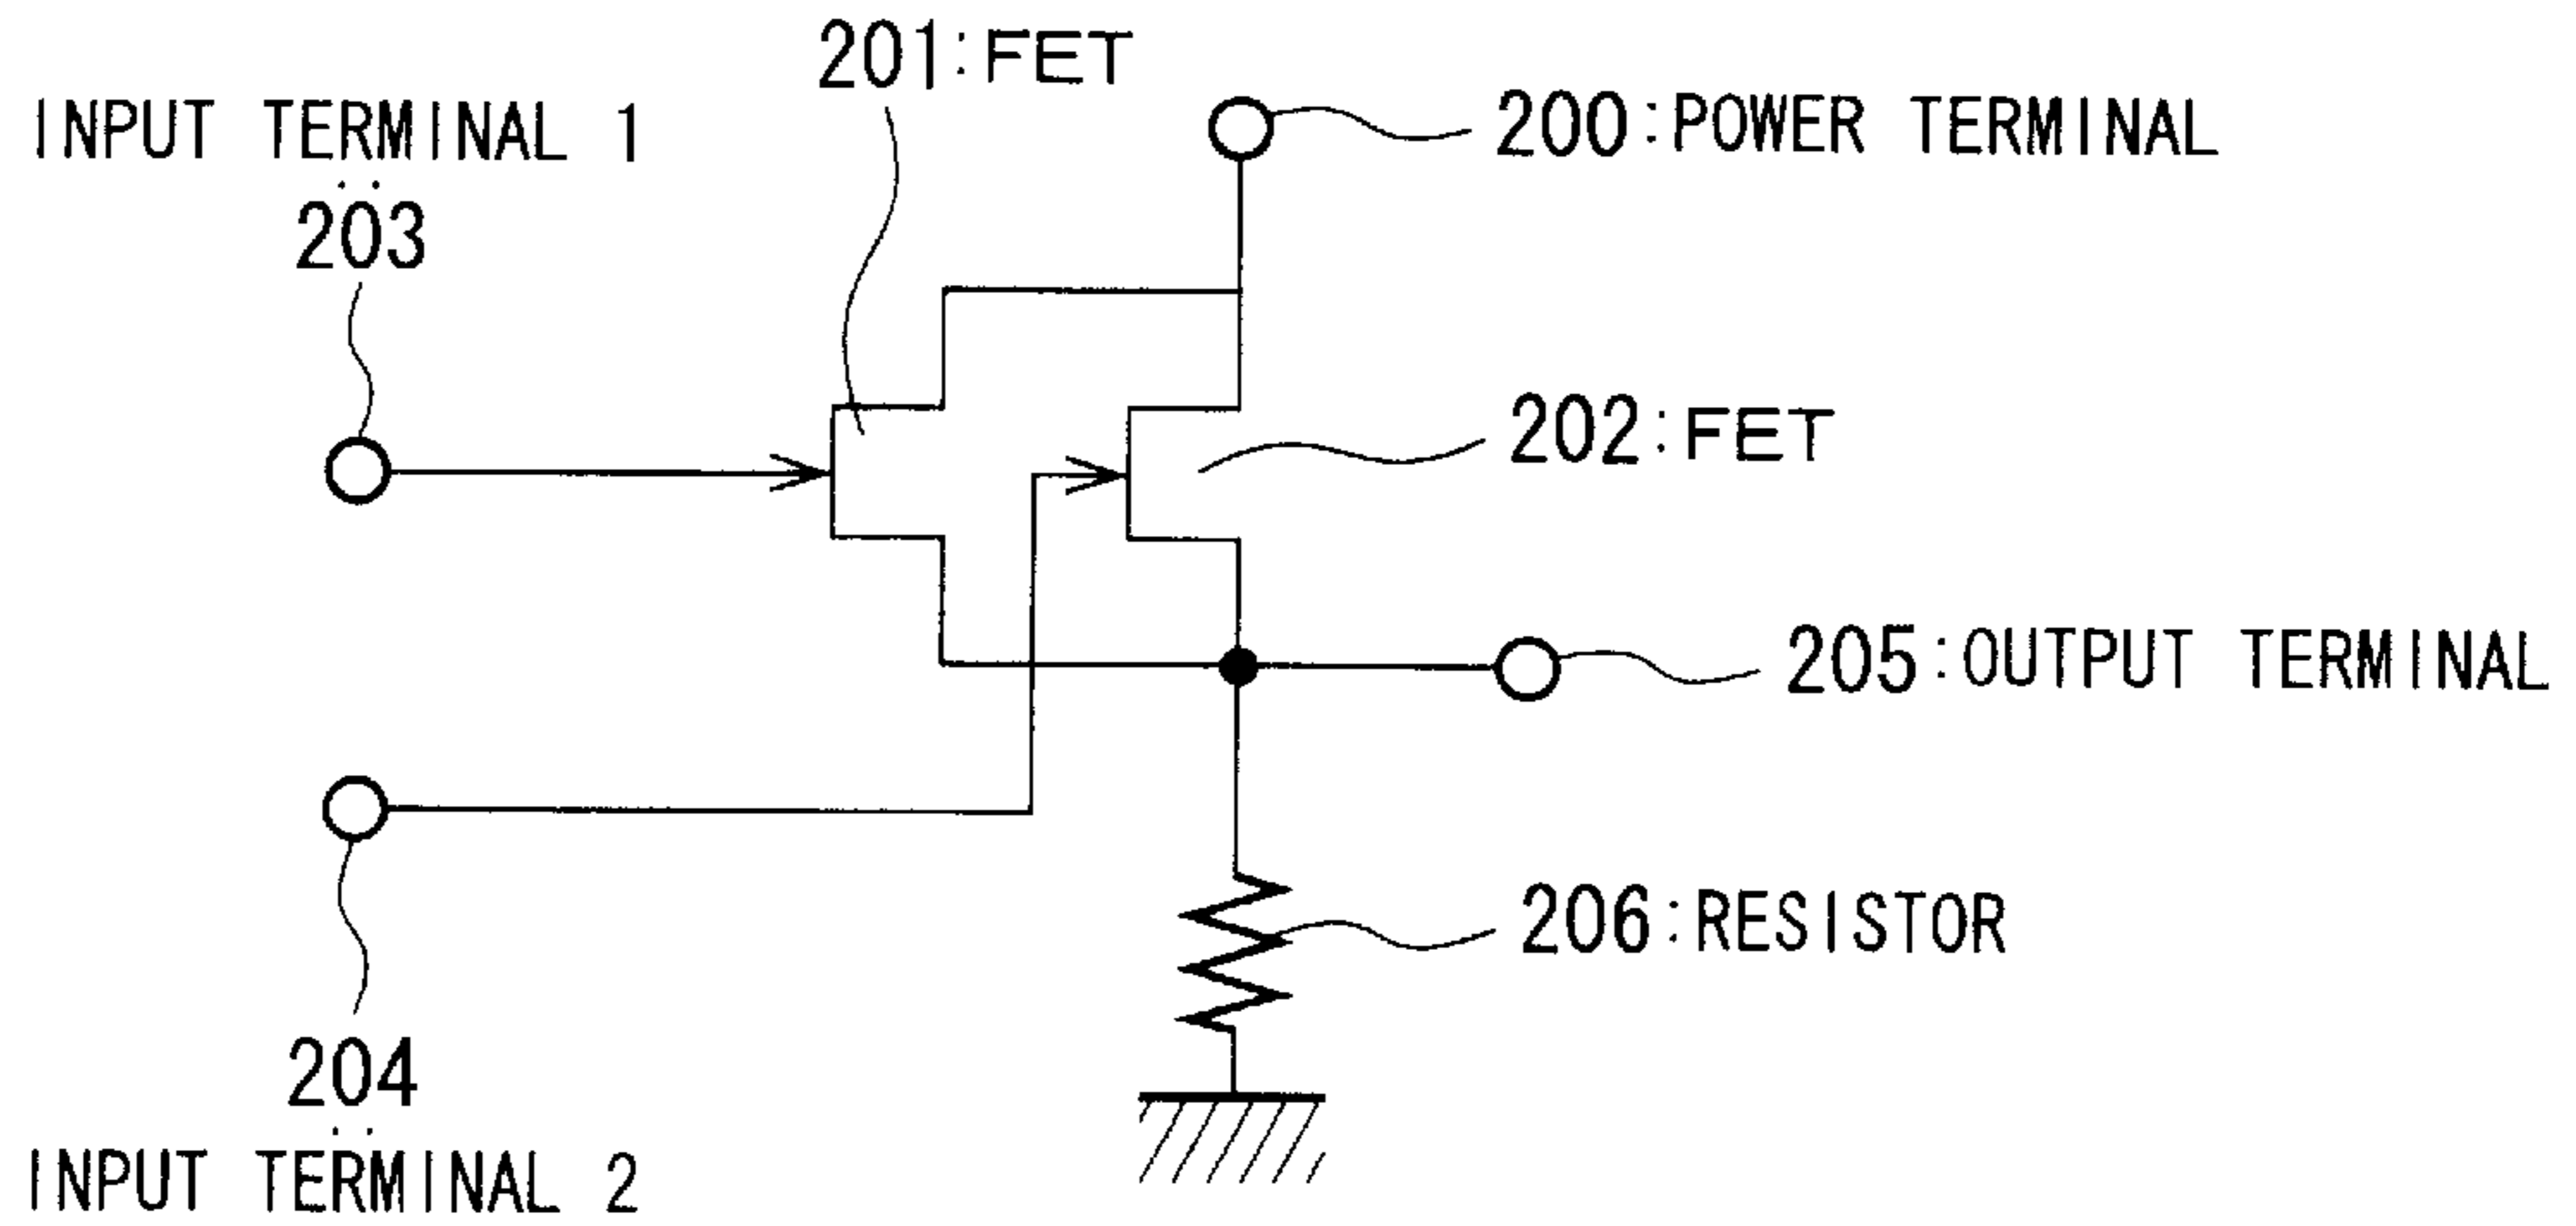 201:FET
INPUT TERMINAL 1
:
203
200:POWER TERMINAL
202:FET
205:OUTPUT TERMINAL
206:RESISTOR
204
:
INPUT TERMINAL 2